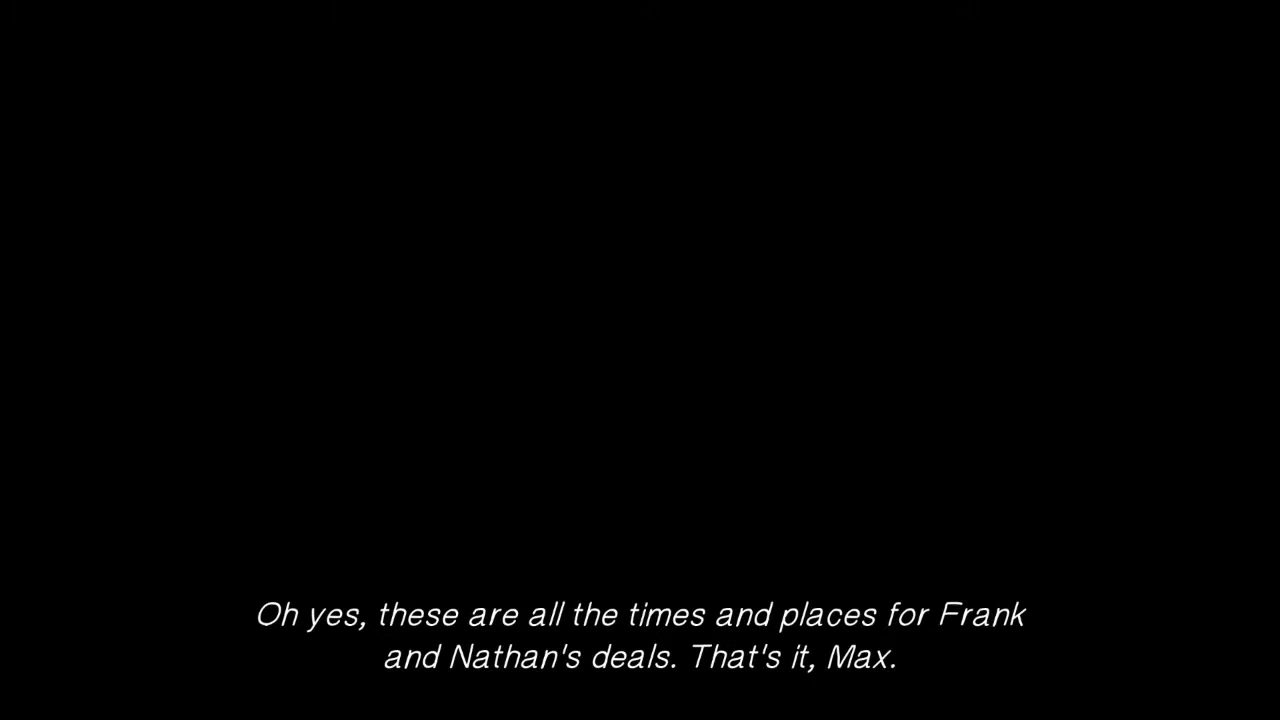 Oh yes, these are all the times and places for Frank
and Nathan's deals. That's it, Max.